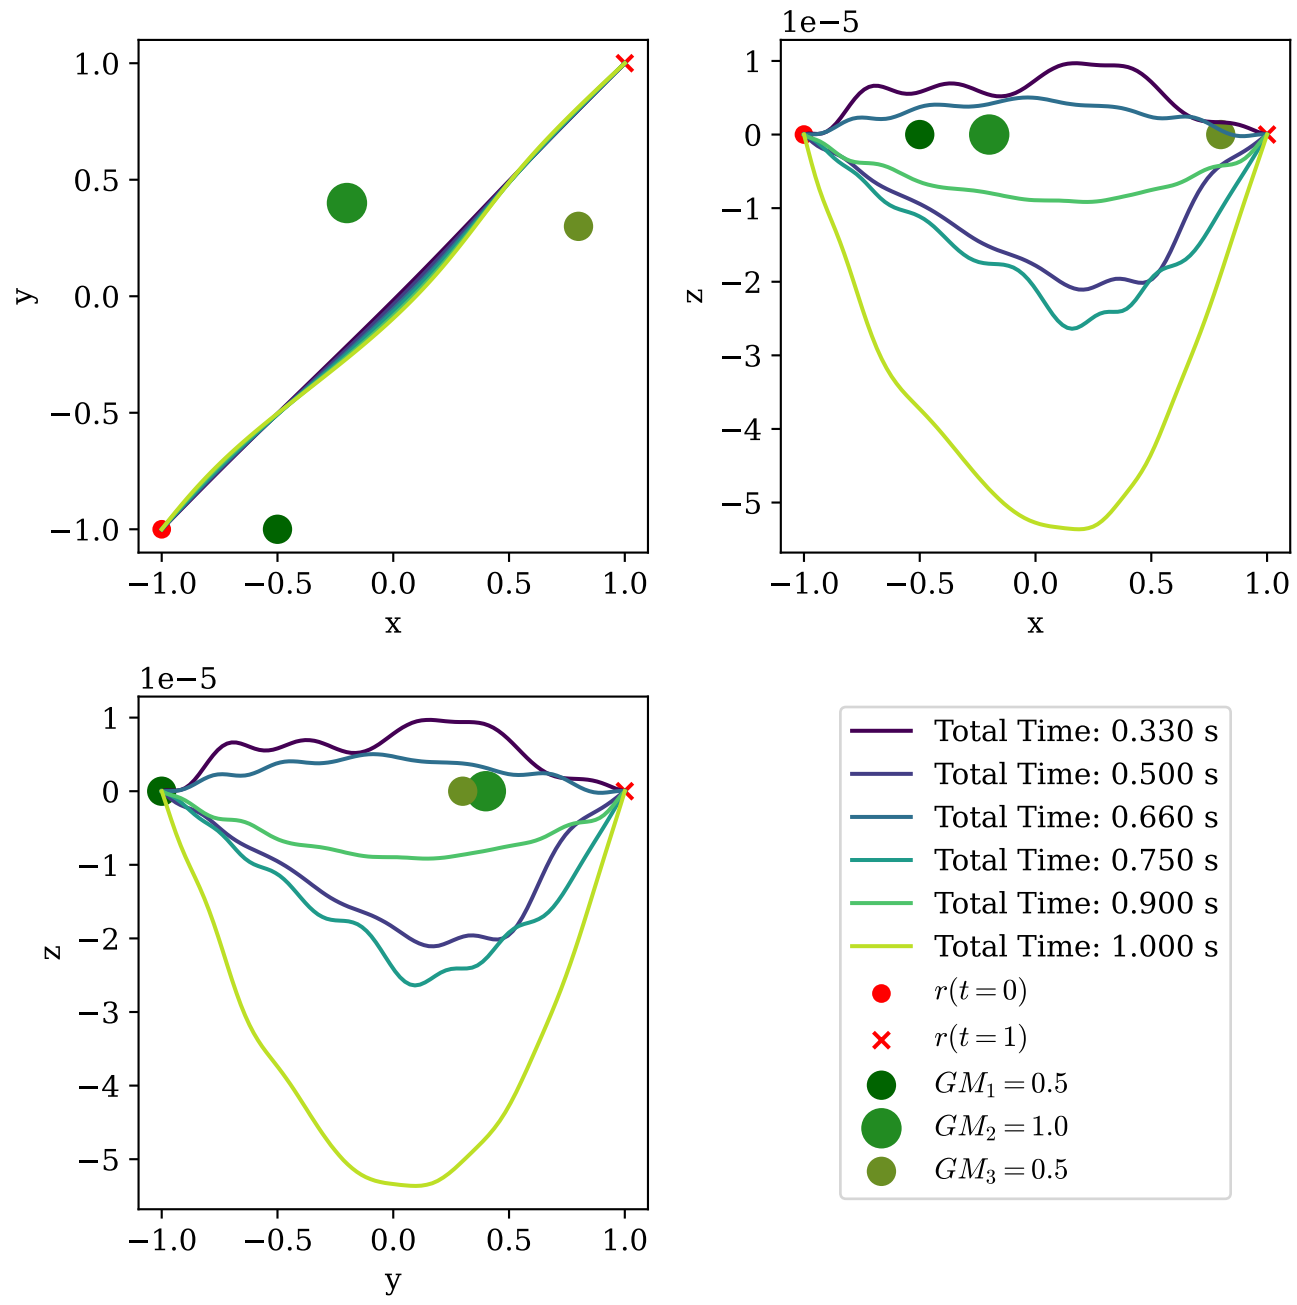 1e−5
1.0
0.5
0.0
−0.5
−1.0
y
−1.0 −0.5 0.0 0.5 1.0
x
1
0
−1
−2
−3
−4
−5
z
−1.0 −0.5 0.0 0.5 1.0
x
1e−5
1
0
−1
−2
−3
−4
−5
z
−1.0 −0.5 0.0 0.5 1.0
y
Total Time: 0.330 s
Total Time: 0.500 s
Total Time: 0.660 s
Total Time: 0.750 s
Total Time: 0.900 s
Total Time: 1.000 s
r(t = 0)
r(t = 1)
GM₁ = 0.5
GM₂ = 1.0
GM₃ = 0.5